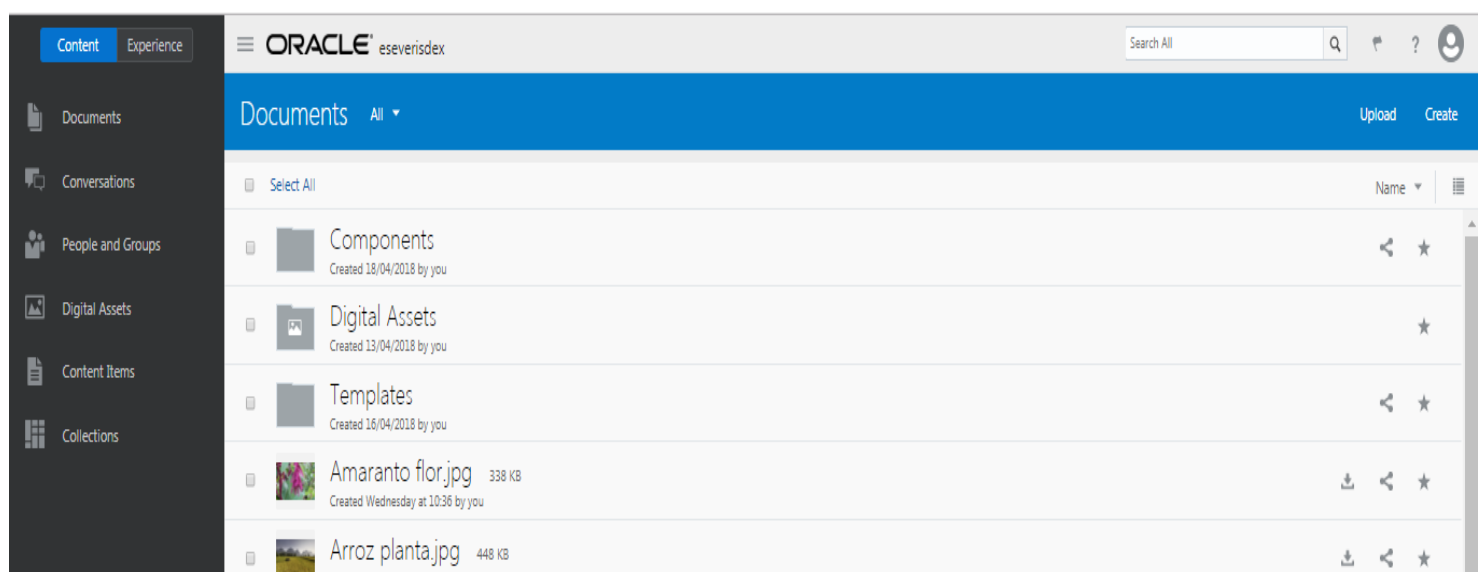 Content Experience
ORACLE® eseverisdex
Search All
?
Documents
Conversations
People and Groups
Digital Assets
Content Items
Collections
Documents All
Upload Create
Select All
Name
Components
Created 18/04/2018 by you
Digital Assets
Created 13/04/2018 by you
Templates
Created 16/04/2018 by you
Amaranto flor.jpg 338 KB
Created Wednesday at 10:36 by you
Arroz planta.jpg 448 KB